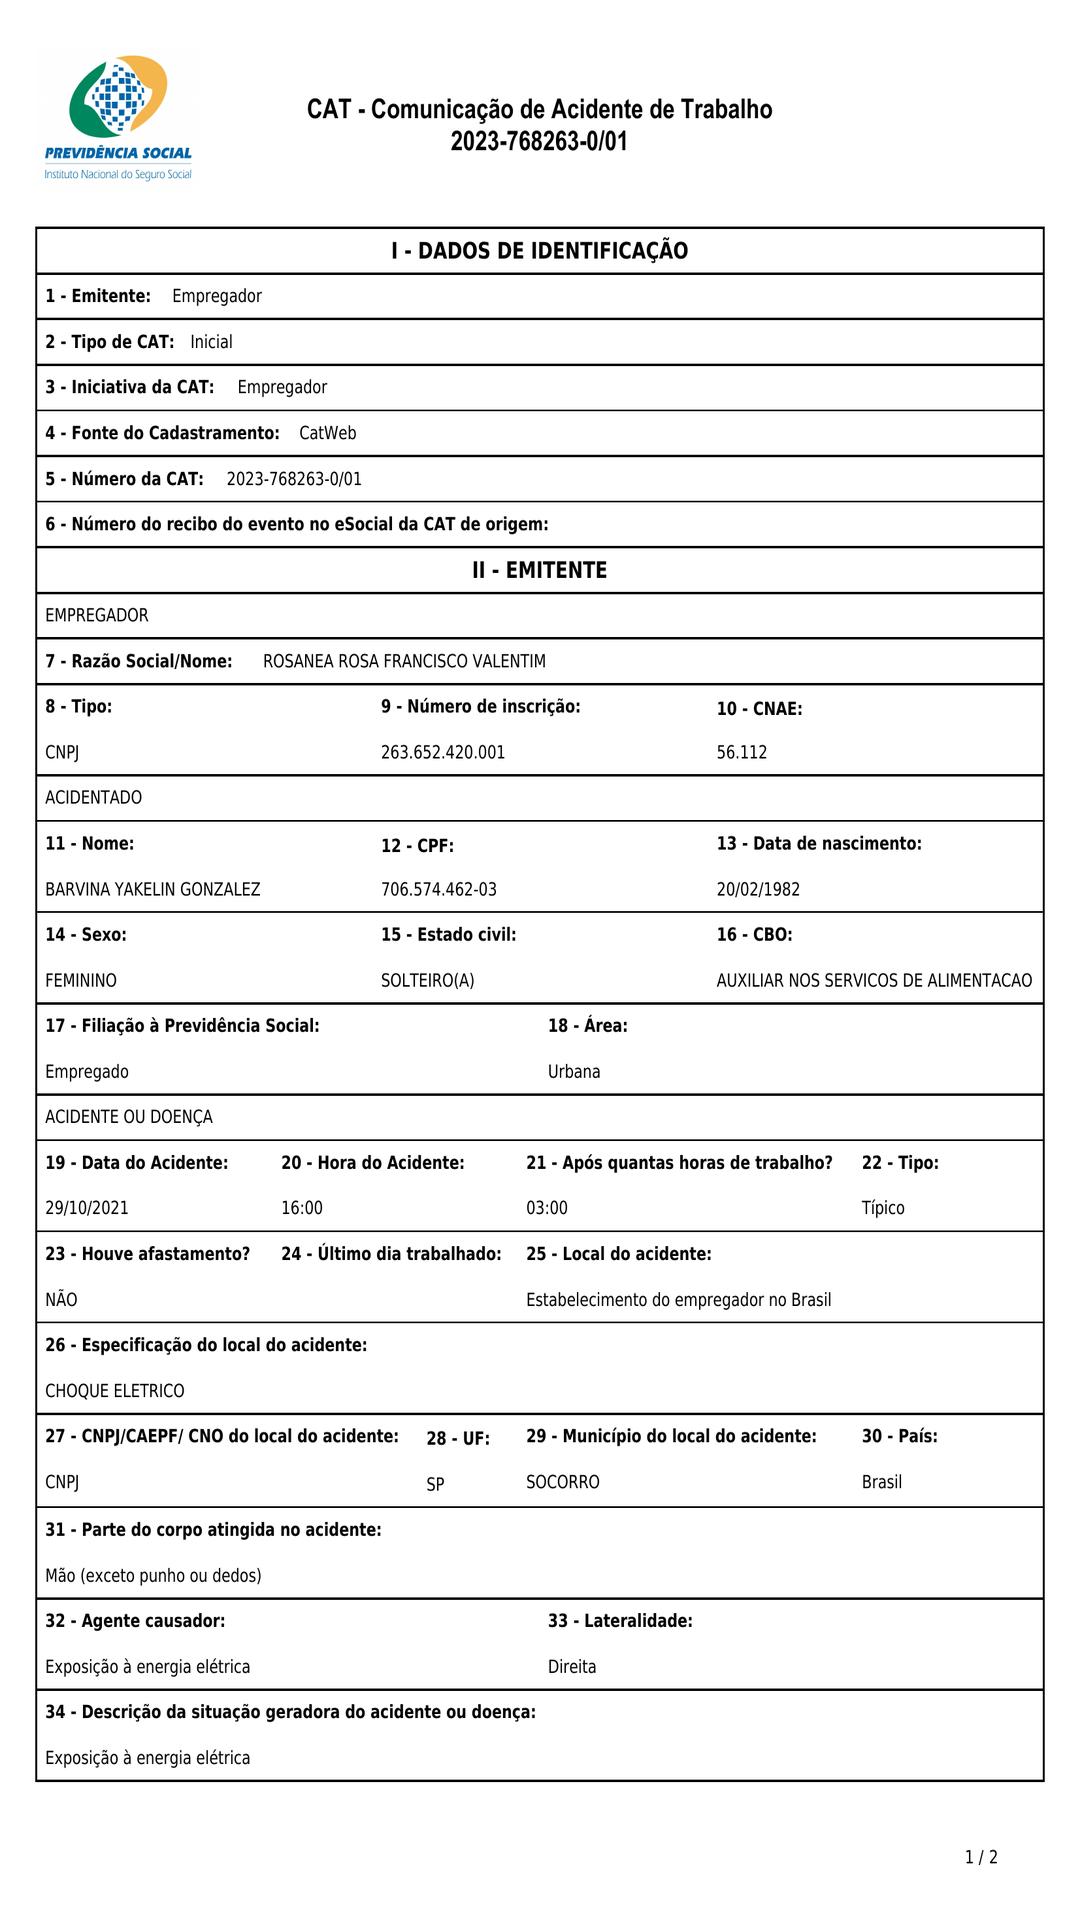 PREVIDÊNCIA SOCIAL
Instituto Nacional do Seguro Social
CAT - Comunicação de Acidente de Trabalho
2023-768263-0/01
I - DADOS DE IDENTIFICAÇÃO
1 - Emitente: Empregador
2 - Tipo de CAT: Inicial
3 - Iniciativa da CAT: Empregador
4 - Fonte do Cadastramento: CatWeb
5 - Número da CAT: 2023-768263-0/01
6 - Número do recibo do evento no eSocial da CAT de origem:
II - EMITENTE
EMPREGADOR
7 - Razão Social/Nome: ROSANEA ROSA FRANCISCO VALENTIM
8 - Tipo: 9 - Número de inscrição: 10 - CNAE:
CNPJ 263.652.420.001 56.112
ACIDENTADO
11 - Nome: 12 - CPF: 13 - Data de nascimento:
BARVINA YAKELIN GONZALEZ 706.574.462-03 20/02/1982
14 - Sexo: 15 - Estado civil: 16 - CBO:
FEMININO SOLTEIRO(A) AUXILIAR NOS SERVICOS DE ALIMENTACAO
17 - Filiação à Previdência Social: 18 - Área:
Empregado Urbana
ACIDENTE OU DOENÇA
19 - Data do Acidente: 20 - Hora do Acidente: 21 - Após quantas horas de trabalho? 22 - Tipo:
29/10/2021 16:00 03:00 Típico
23 - Houve afastamento? 24 - Último dia trabalhado: 25 - Local do acidente:
NÃO Estabelecimento do empregador no Brasil
26 - Especificação do local do acidente:
CHOQUE ELETRICO
27 - CNPJ/CAEPF/ CNO do local do acidente: 28 - UF: 29 - Município do local do acidente: 30 - País:
CNPJ SP SOCORRO Brasil
31 - Parte do corpo atingida no acidente:
Mão (exceto punho ou dedos)
32 - Agente causador: 33 - Lateralidade:
Exposição à energia elétrica Direita
34 - Descrição da situação geradora do acidente ou doença:
Exposição à energia elétrica
1 / 2